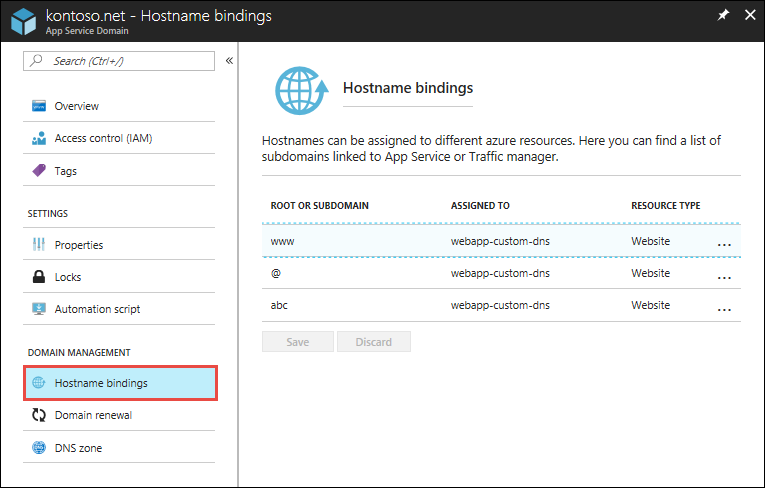 kontoso.net - Hostname bindings
App Service Domain
Search (Ctrl+/)
«
Overview
Access control (IAM)
Tags
SETTINGS
Properties
Locks
Automation script
DOMAIN MANAGEMENT
Hostname bindings
Domain renewal
DNS zone
Hostname bindings
Hostnames can be assigned to different azure resources. Here you can find a list of
subdomains linked to App Service or Traffic manager.
ROOT OR SUBDOMAIN ASSIGNED TO RESOURCE TYPE
www webapp-custom-dns Website ...
@ webapp-custom-dns Website ...
abc webapp-custom-dns Website ...
Save Discard